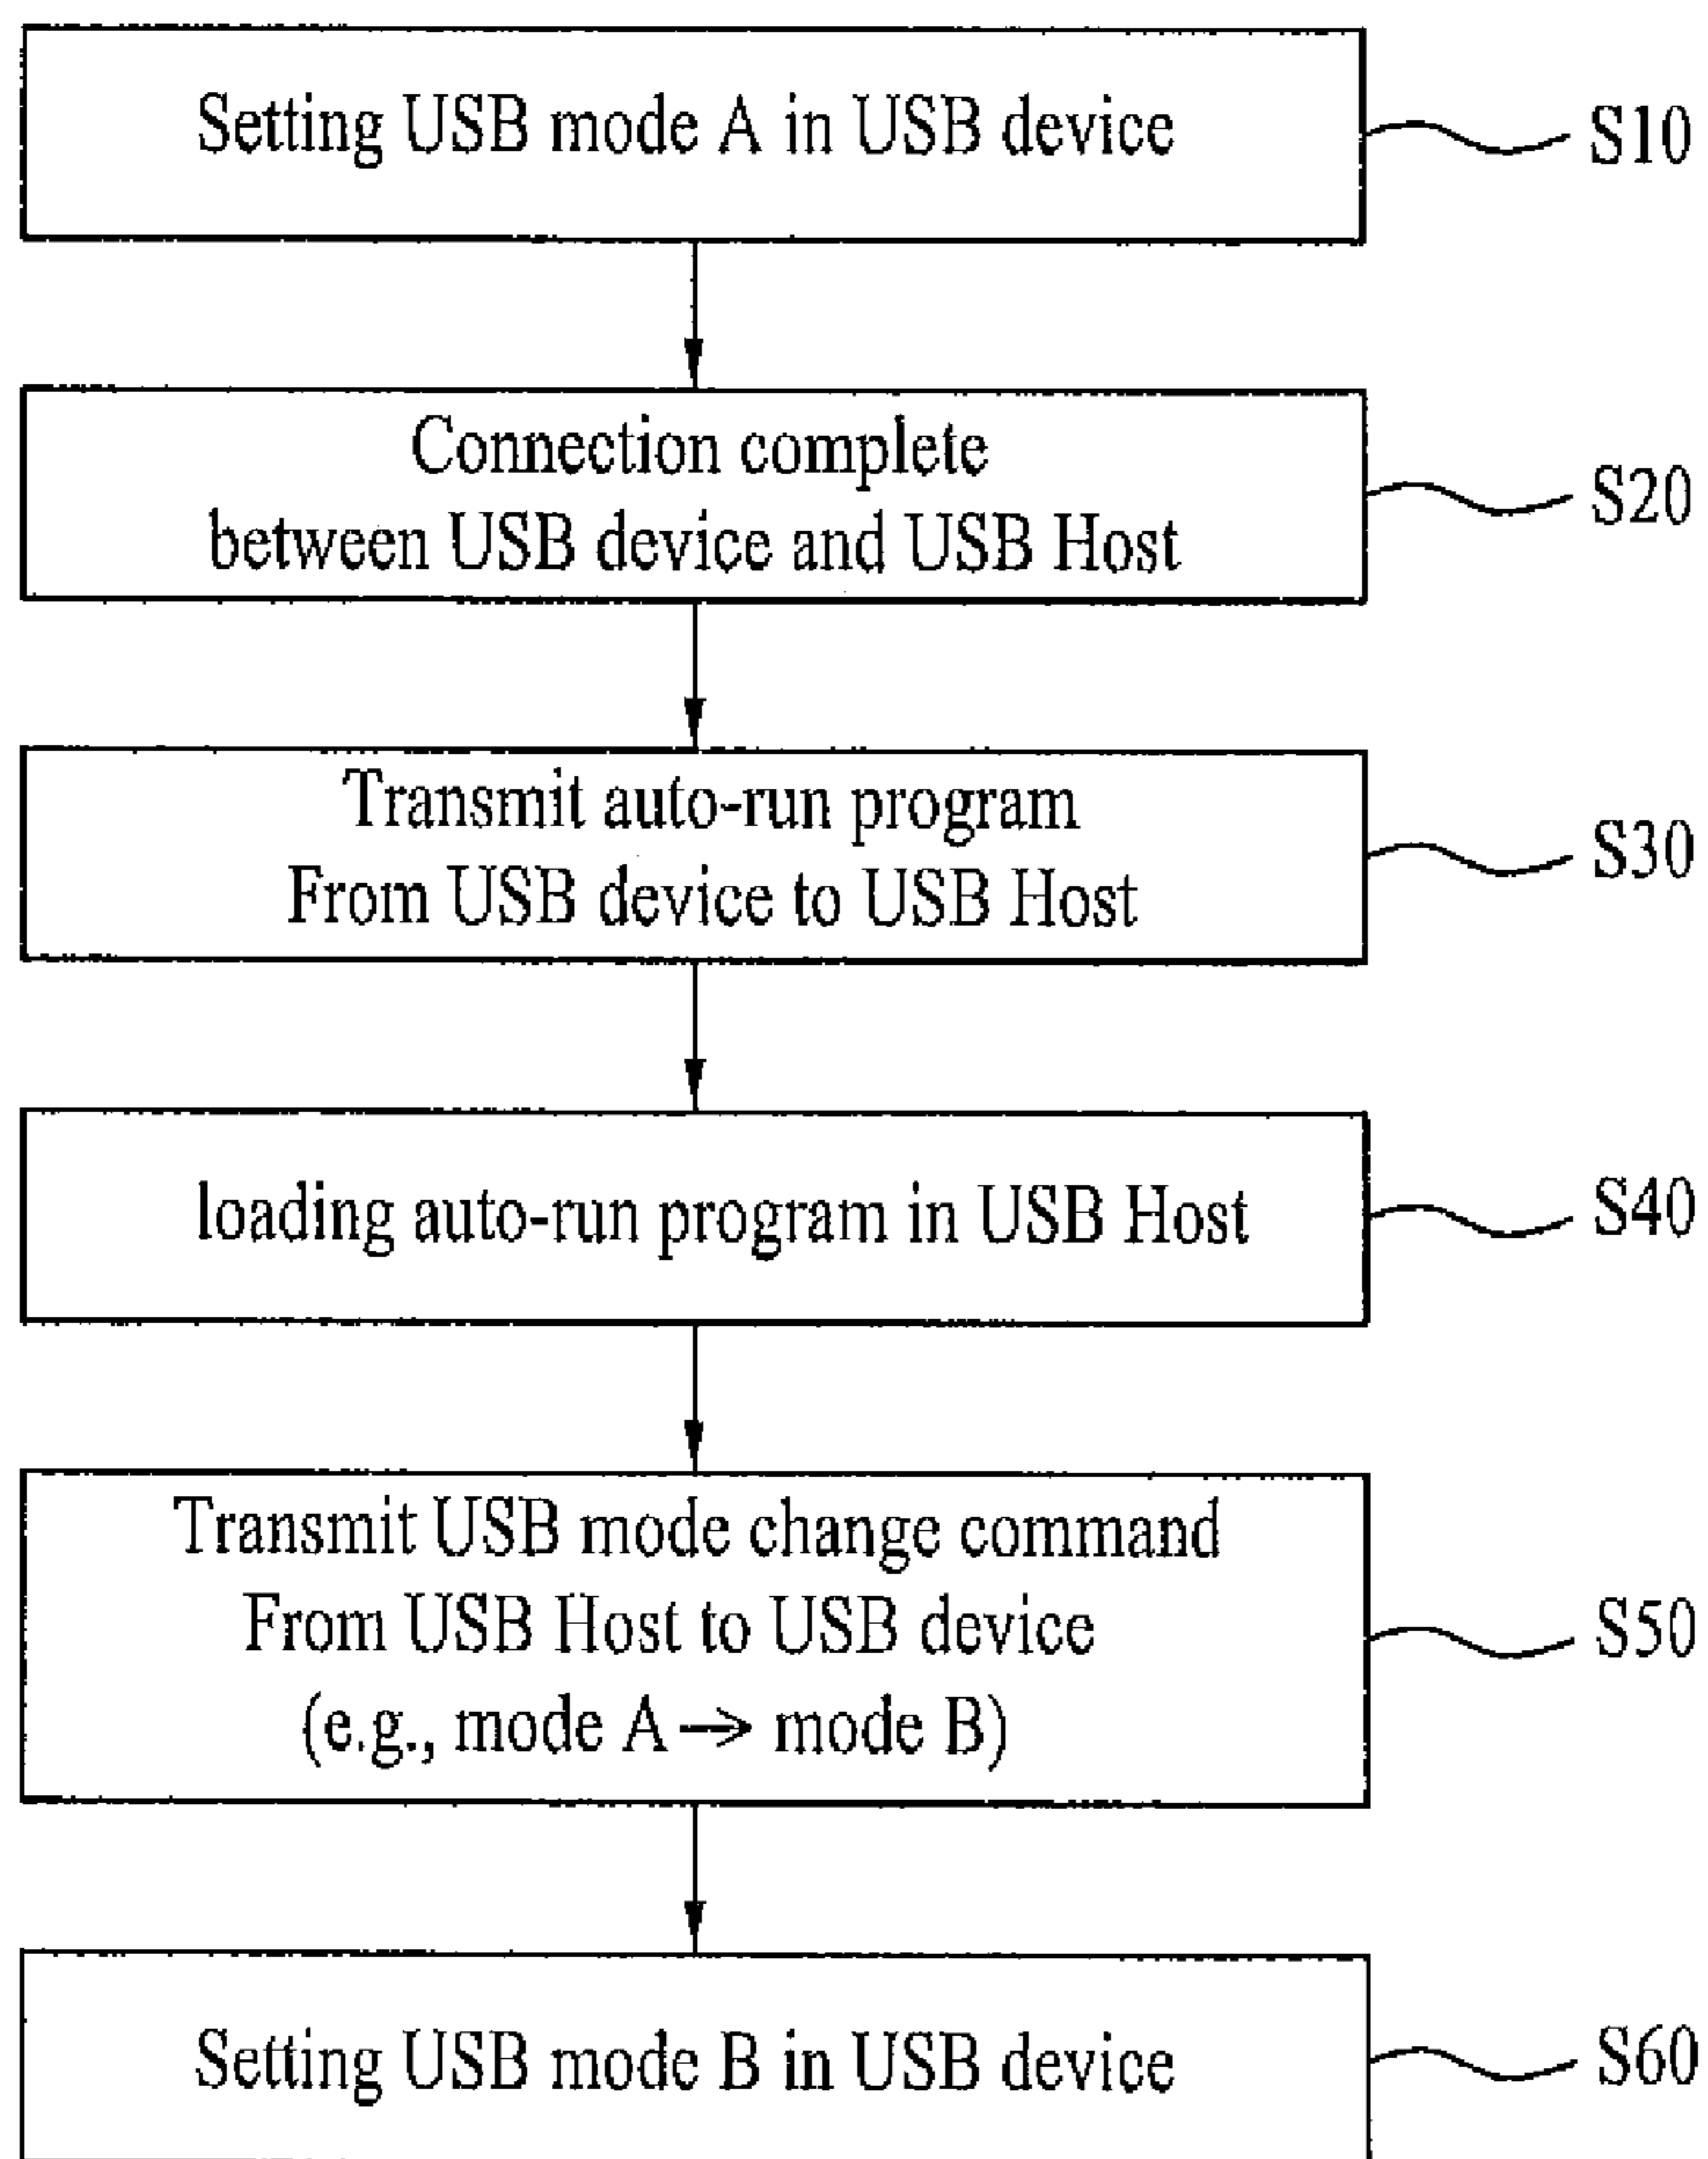 Setting USB mode A in USB device
S10
Connection complete
between USB device and USB Host
S20
Transmit auto-run program
From USB device to USB Host
S30
loading auto-run program in USB Host
S40
Transmit USB mode change command
From USB Host to USB device
(e.g., mode A → mode B)
S50
Setting USB mode B in USB device
S60